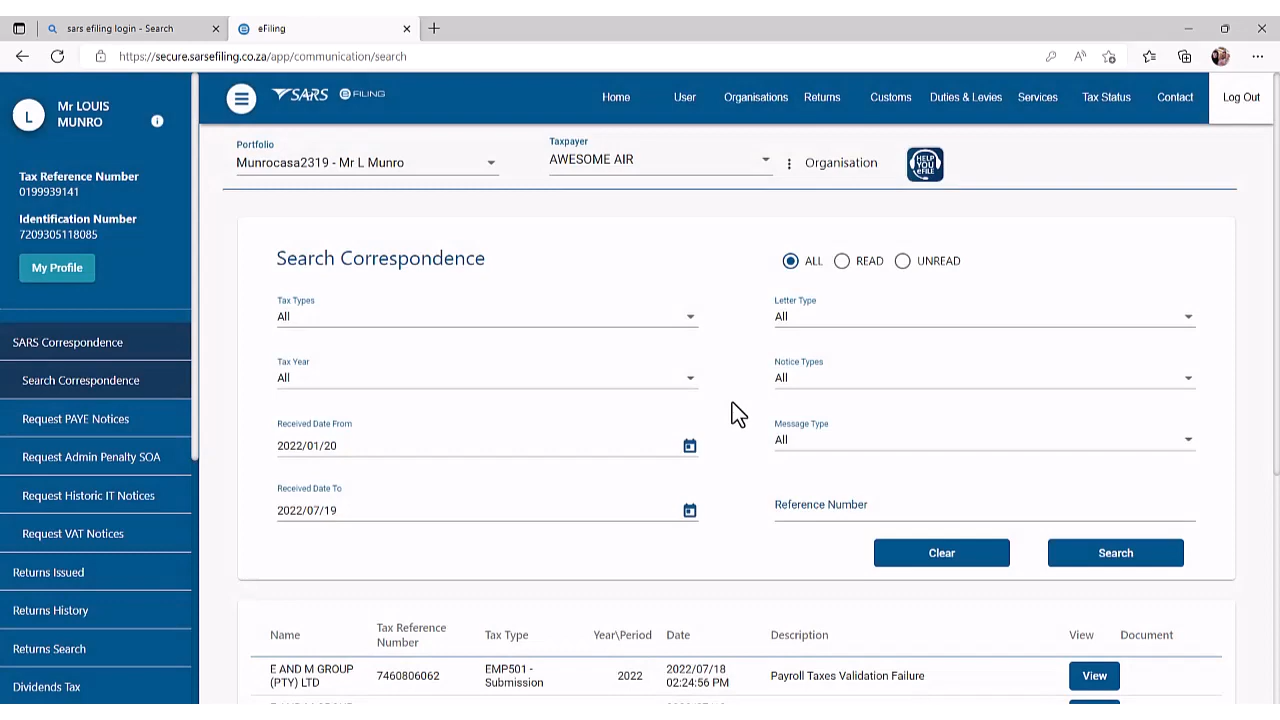 sars efiling login - Search
eFiling
https://secure.sarsefiling.co.za/app/communication/search
L
Mr LOUIS
MUNRO
Tax Reference Number
0199939141
Identification Number
7209305118085
My Profile
SARS Correspondence
Search Correspondence
Request PAYE Notices
Request Admin Penalty SOA
Request Historic IT Notices
Request VAT Notices
Returns Issued
Returns History
Returns Search
Dividends Tax
SARS eFILING
Home User Organisations Returns Customs Duties & Levies Services Tax Status Contact Log Out
Portfolio
Munrocasa2319 - Mr L Munro
Taxpayer
AWESOME AIR
Organisation
HELP
YOU
eFILE
Search Correspondence
ALL READ UNREAD
Tax Types
All
Letter Type
All
Tax Year
All
Notice Types
All
Received Date From
2022/01/20
Message Type
All
Received Date To
2022/07/19
Reference Number
Clear Search
Name Tax Reference Number Tax Type Year\Period Date Description View Document
E AND M GROUP (PTY) LTD 7460806062 EMP501 - Submission 2022 2022/07/18 02:24:56 PM Payroll Taxes Validation Failure View